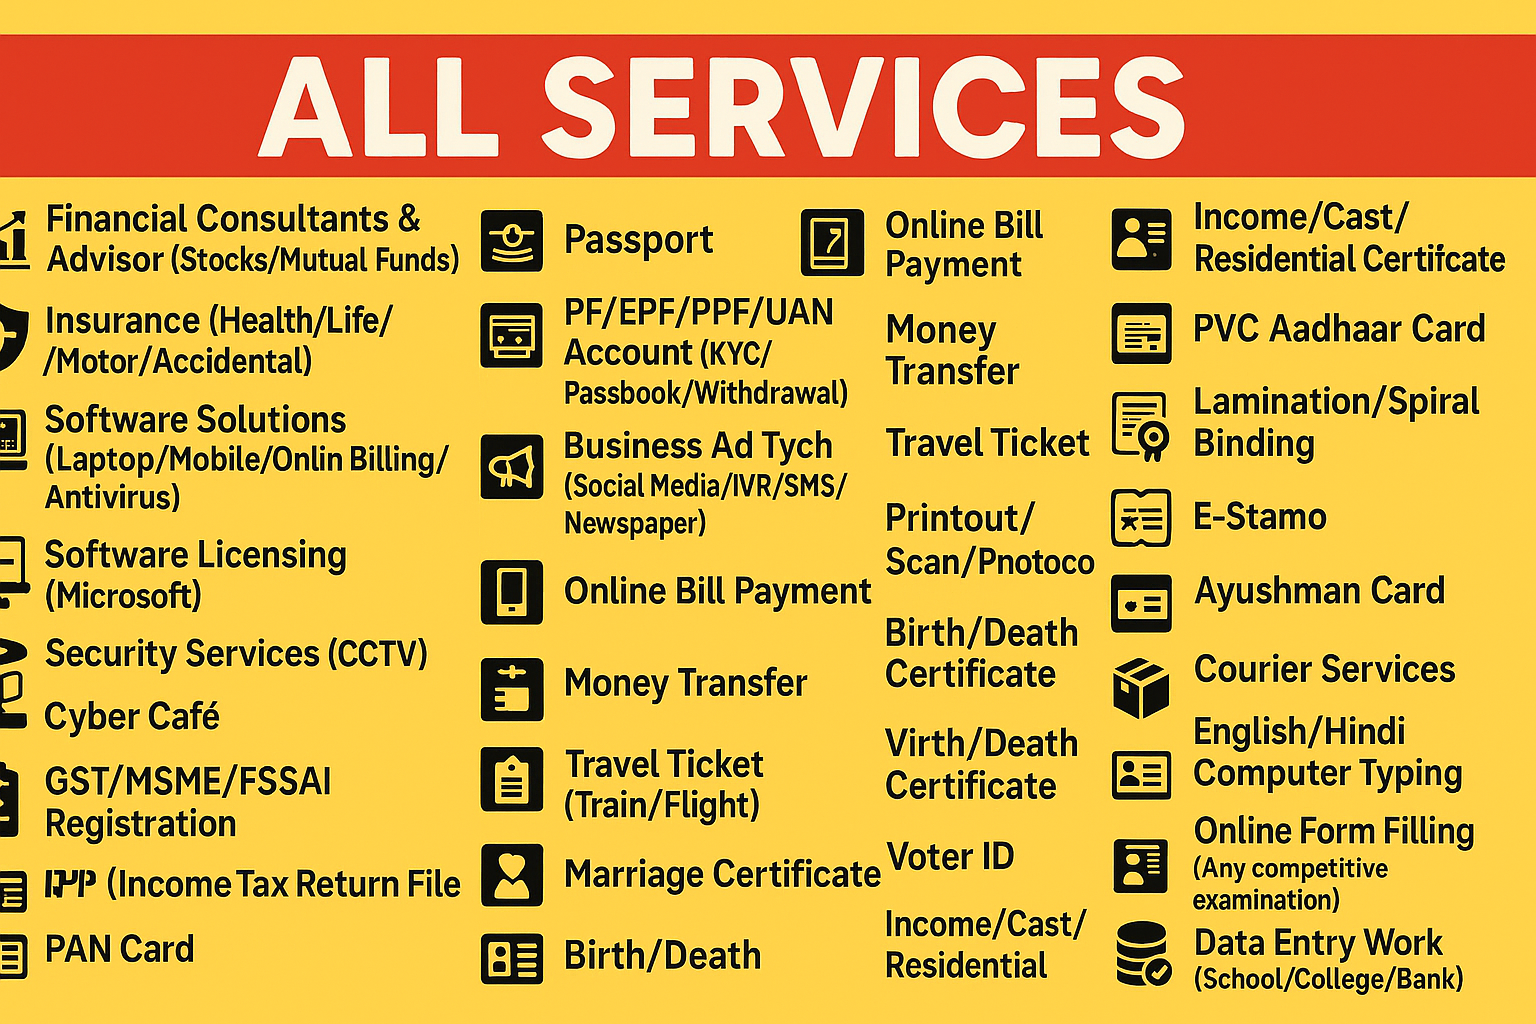 ALL SERVICES
Financial Consultants &
Advisor (Stocks/Mutual Funds)
Insurance (Health/Life/
/Motor/Accidental)
Software Solutions
(Laptop/Mobile/Onlin Billing/
Antivirus)
Software Licensing
(Microsoft)
Security Services (CCTV)
Cyber Café
GST/MSME/FSSAI
Registration
(Income Tax Return File
PAN Card
Passport
PF/EPF/PPF/UAN
Account (KYC/
Passbook/Withdrawal)
Business Ad Tych
(Social Media/IVR/SMS/
Newspaper)
Online Bill Payment
Money Transfer
Travel Ticket
(Train/Flight)
Marriage Certificate
Birth/Death
Online Bill
Payment
Money
Transfer
Travel Ticket
Printout/
Scan/Pnotoco
Birth/Death
Certificate
Virth/Death
Certificate
Voter ID
Income/Cast/
Residential
Income/Cast/
Residential Certifcate
PVC Aadhaar Card
Lamination/Spiral
Binding
E-Stamo
Ayushman Card
Courier Services
English/Hindi
Computer Typing
Online Form Filling
(Any competitive
examination)
Data Entry Work
(School/College/Bank)